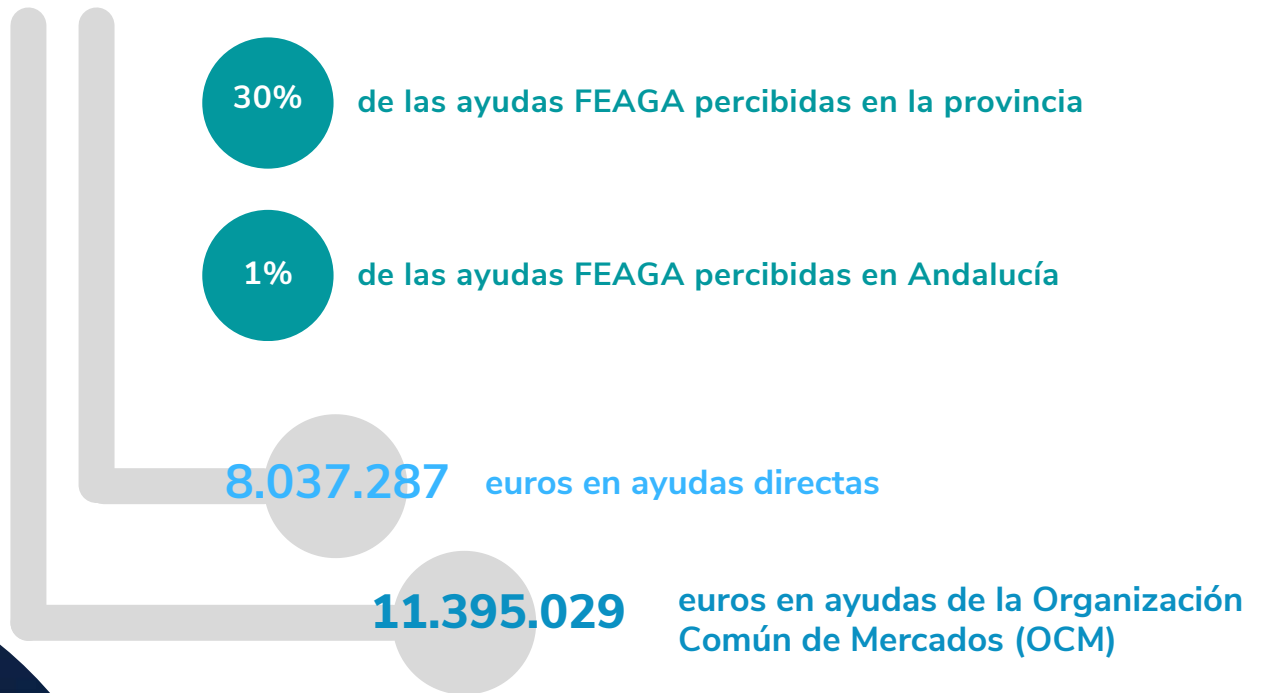 30% de las ayudas FEAGA percibidas en la provincia
1% de las ayudas FEAGA percibidas en Andalucía
8.037.287 euros en ayudas directas
11.395.029 euros en ayudas de la Organización
Común de Mercados (OCM)